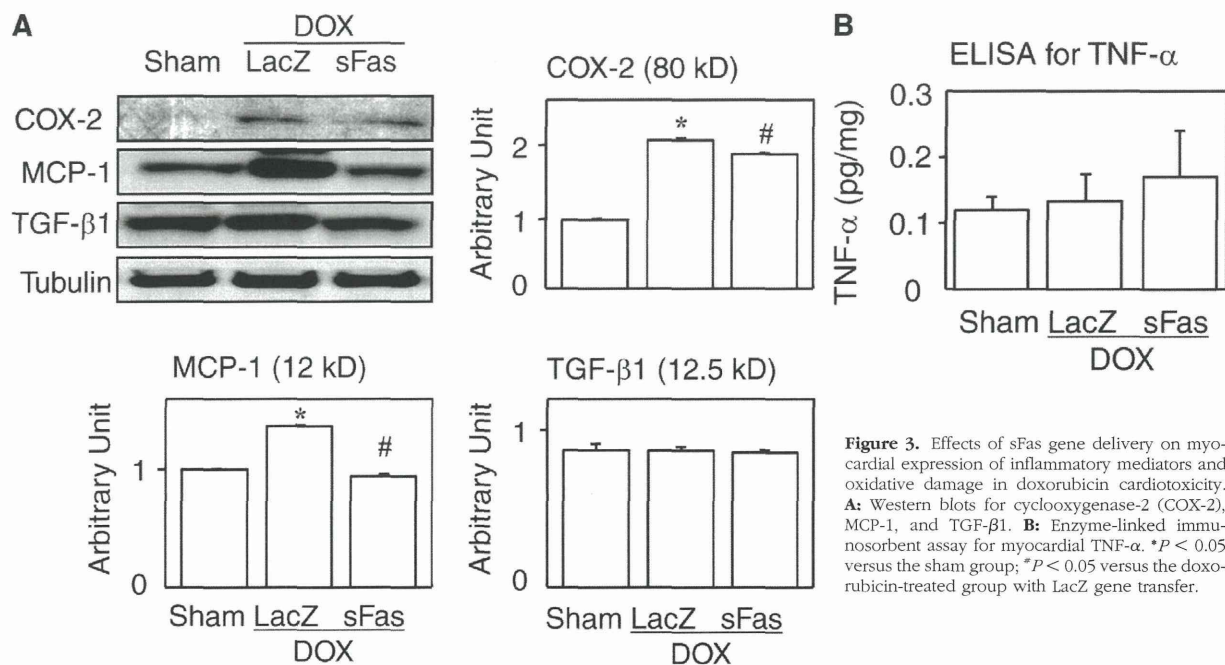 A
DOX
Sham LacZ sFas
COX-2
MCP-1
TGF-β1
Tubulin
COX-2 (80 kD)
Arbitrary Unit
2
1
0
*
#
B
ELISA for TNF-α
TNF-α (pg/mg)
0.3
0.2
0.1
0
Sham LacZ sFas
DOX
MCP-1 (12 kD)
Arbitrary Unit
1
0
*
#
Sham LacZ sFas
DOX
TGF-β1 (12.5 kD)
Arbitrary Unit
1
0
Sham LacZ sFas
DOX
Figure 3. Effects of sFas gene delivery on myo-
cardial expression of inflammatory mediators and
oxidative damage in doxorubicin cardiotoxicity.
A: Western blots for cyclooxygenase-2 (COX-2),
MCP-1, and TGF-β1. B: Enzyme-linked immu-
nosorbent assay for myocardial TNF-α. *P < 0.05
versus the sham group; #P < 0.05 versus the doxo-
rubicin-treated group with LacZ gene transfer.